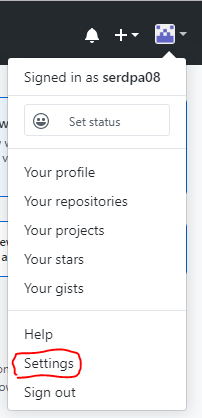 Signed in as serdpa08
Set status
Your profile
Your repositories
Your projects
Your stars
Your gists
Help
Settings
Sign out